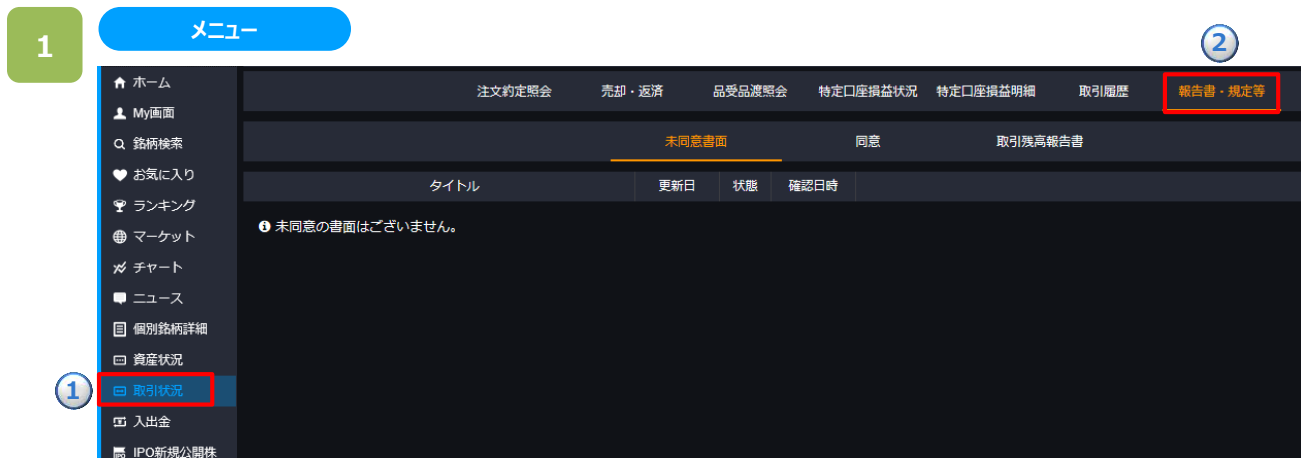 1
メニュー
2
ホーム
注文約定照会 売却・返済 品受品渡照会 特定口座損益状況 特定口座損益明細 取引履歴 報告書・規定等
My画面
銘柄検索
未同意書面 同意 取引残高報告書
お気に入り
タイトル 更新日 状態 確認日時
ランキング
未同意の書面はございません。
マーケット
チャート
ニュース
個別銘柄詳細
資産状況
1
取引状況
入出金
IPO新規公開株